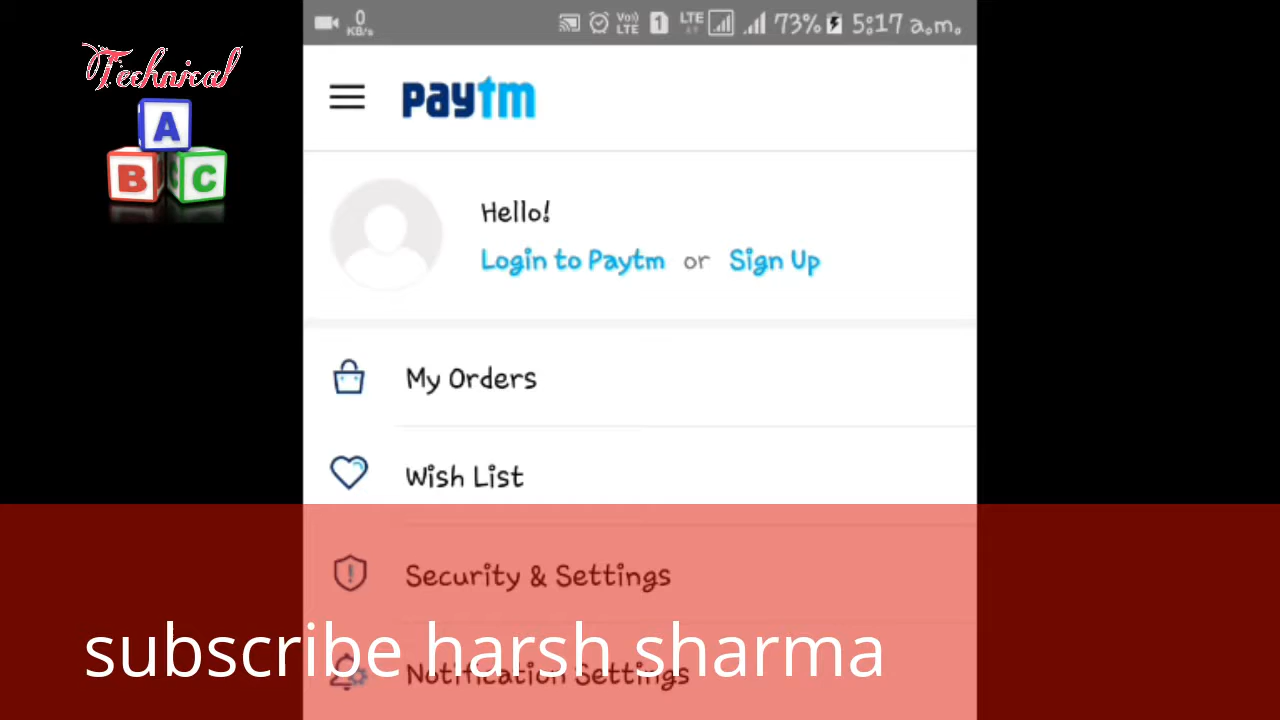 0
KB/s
Vo))
LTE
1
LTE
73%
5:17 a.m.
Technical
A
B
C
paytm
Hello!
Login to Paytm or Sign Up
My Orders
Wish List
Security & Settings
Notification Settings
subscribe harsh sharma